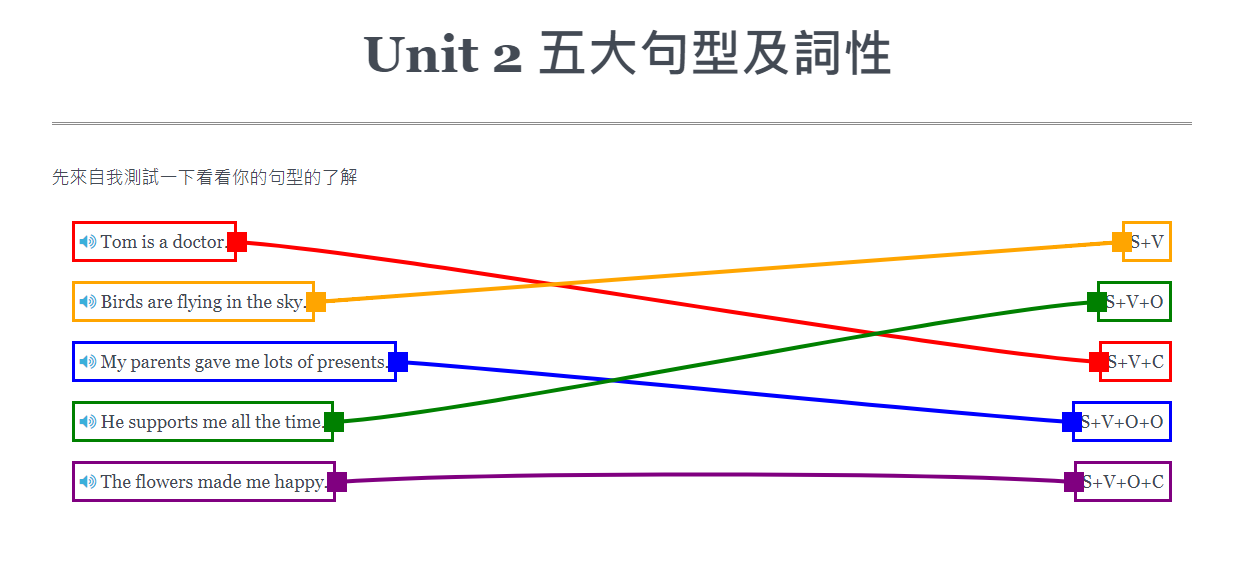 Unit 2 五大句型及詞性
先來自我測試一下看看你的句型的了解
Tom is a doctor.
S+V
Birds are flying in the sky.
S+V+O
My parents gave me lots of presents.
S+V+C
He supports me all the time.
S+V+O+O
The flowers made me happy.
S+V+O+C